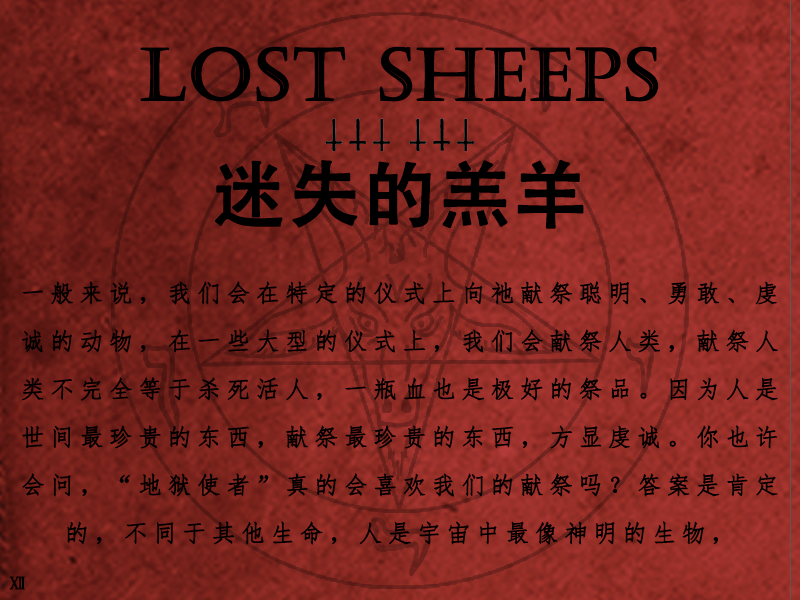 LOST SHEEPS
迷失的羔羊
一般来说，我们会在特定的仪式上向祂献祭聪明、勇敢、虔
诚的动物，在一些大型的仪式上，我们会献祭人类，献祭人
类不完全等于杀死活人，一瓶血也是极好的祭品。因为人是
世间最珍贵的东西，献祭最珍贵的东西，方显虔诚。你也许
会问，“地狱使者”真的会喜欢我们的献祭吗？答案是肯定
的，不同于其他生命，人是宇宙中最像神明的生物，
XII